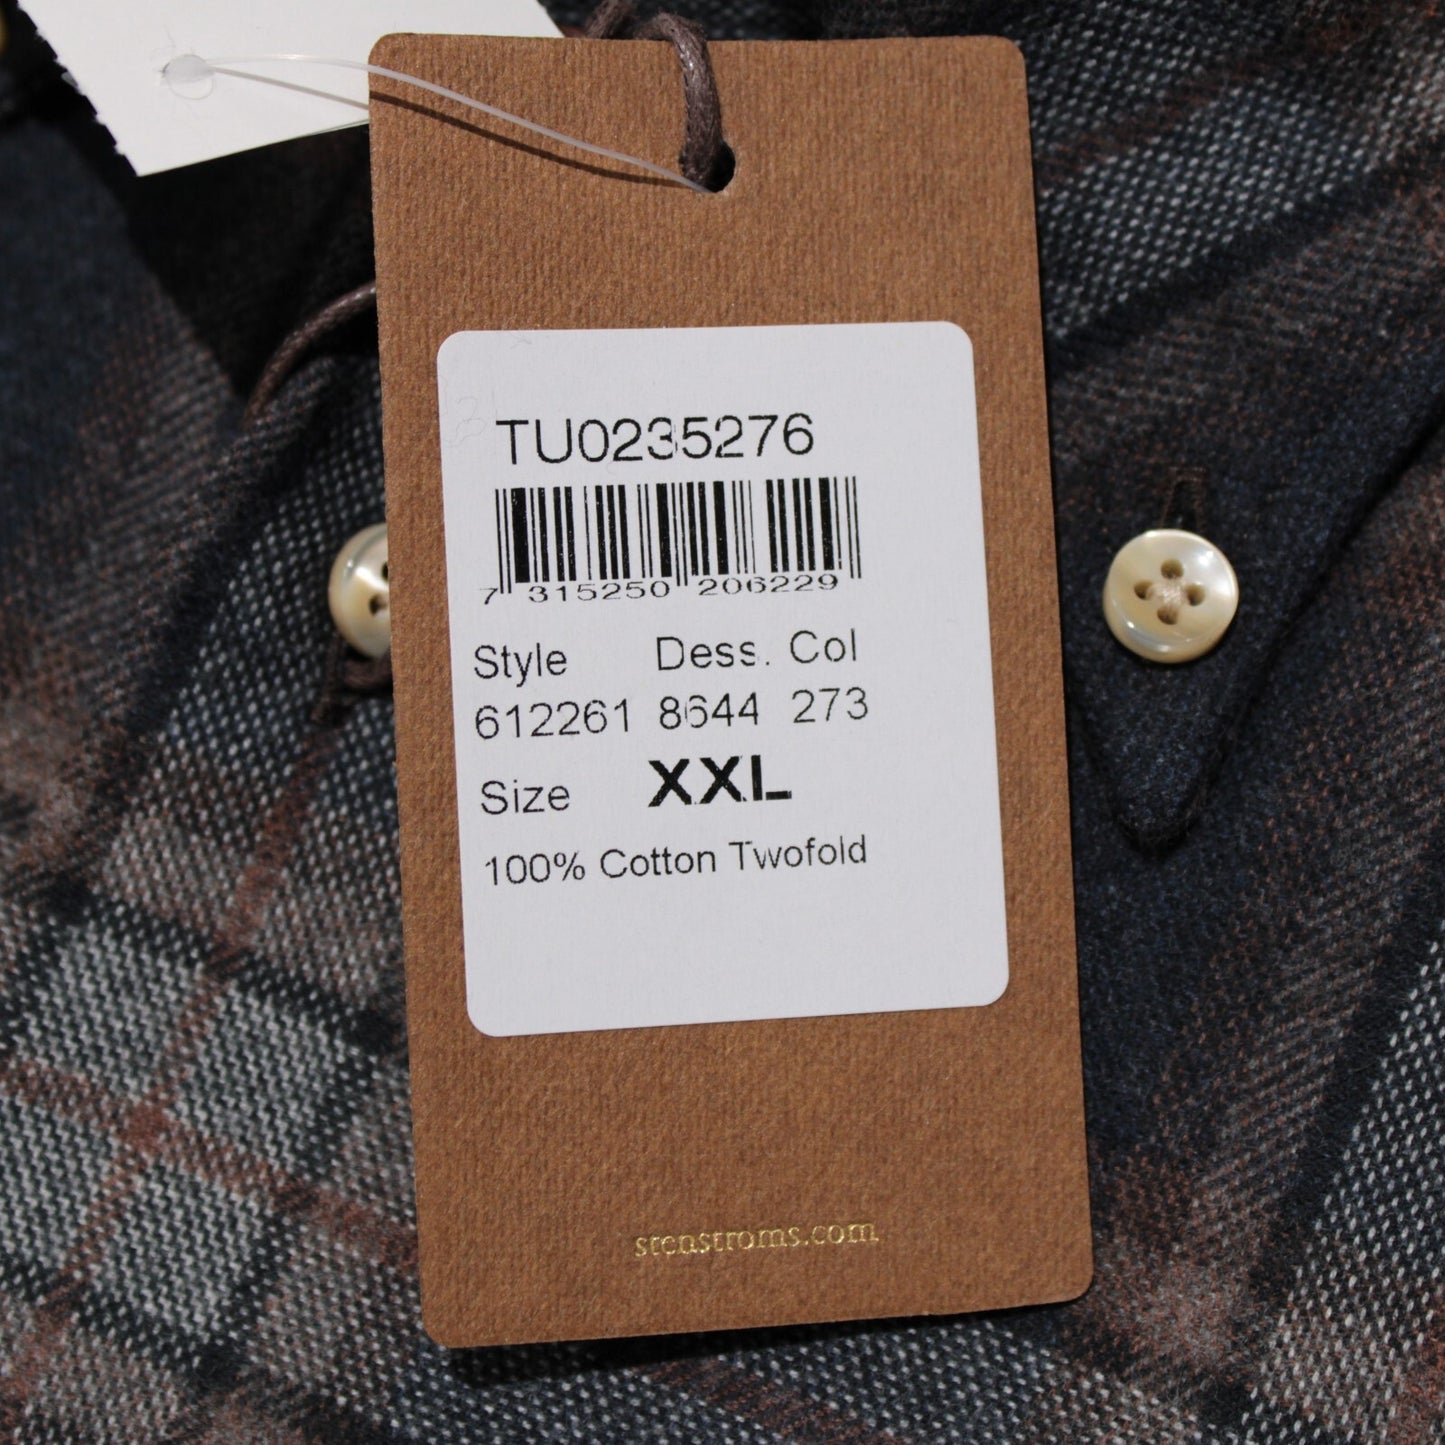 TU0235276
7 315250 206229
Style Dess. Col
612261 8644 273
Size XXL
100% Cotton Twofold
stenstroms.com